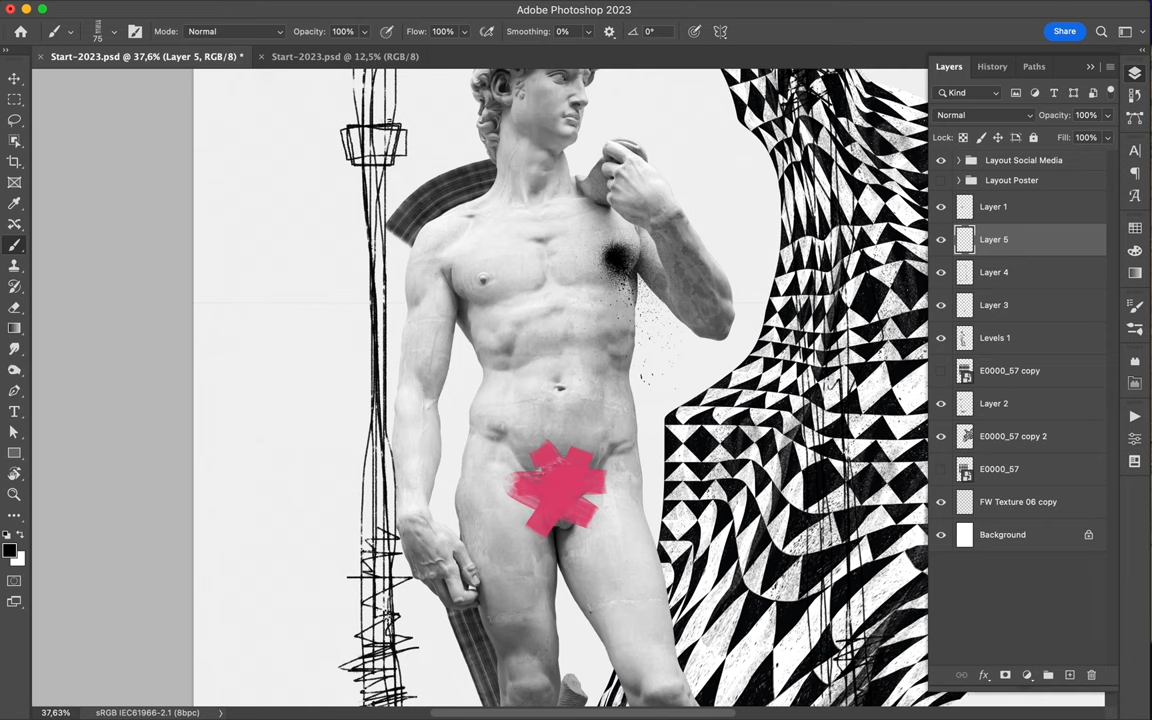 Adobe Photoshop 2023
75 Mode: Normal Opacity: 100% Flow: 100% Smoothing: 0% 0° Share
Start-2023.psd @ 37,6% (Layer 5, RGB/8) * Start-2023.psd @ 12,5% (RGB/8)
Layers History Paths
Kind
Normal Opacity: 100%
Lock: Fill: 100%
Layout Social Media
Layout Poster
Layer 1
Layer 5
Layer 4
Layer 3
Levels 1
E0000_57 copy
Layer 2
E0000_57 copy 2
E0000_57
FW Texture 06 copy
Background
37,63% sRGB IEC61966-2.1 (8bpc)